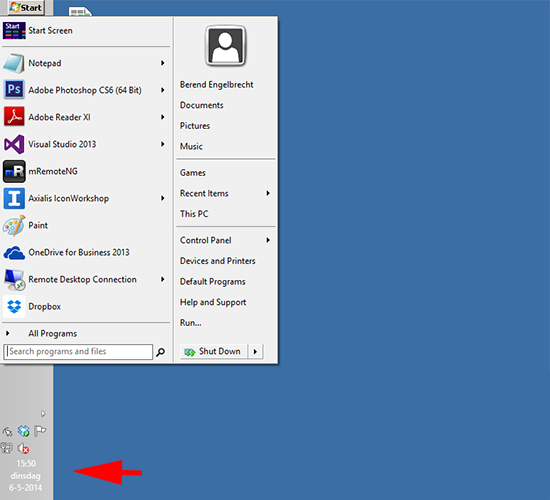 Start
Start Screen
Notepad
Adobe Photoshop CS6 (64 Bit)
Adobe Reader XI
Visual Studio 2013
mRemoteNG
Axialis IconWorkshop
Paint
OneDrive for Business 2013
Remote Desktop Connection
Dropbox
All Programs
Search programs and files
Berend Engelbrecht
Documents
Pictures
Music
Games
Recent Items
This PC
Control Panel
Devices and Printers
Default Programs
Help and Support
Run...
Shut Down
15:50
dinsdag
6-5-2014